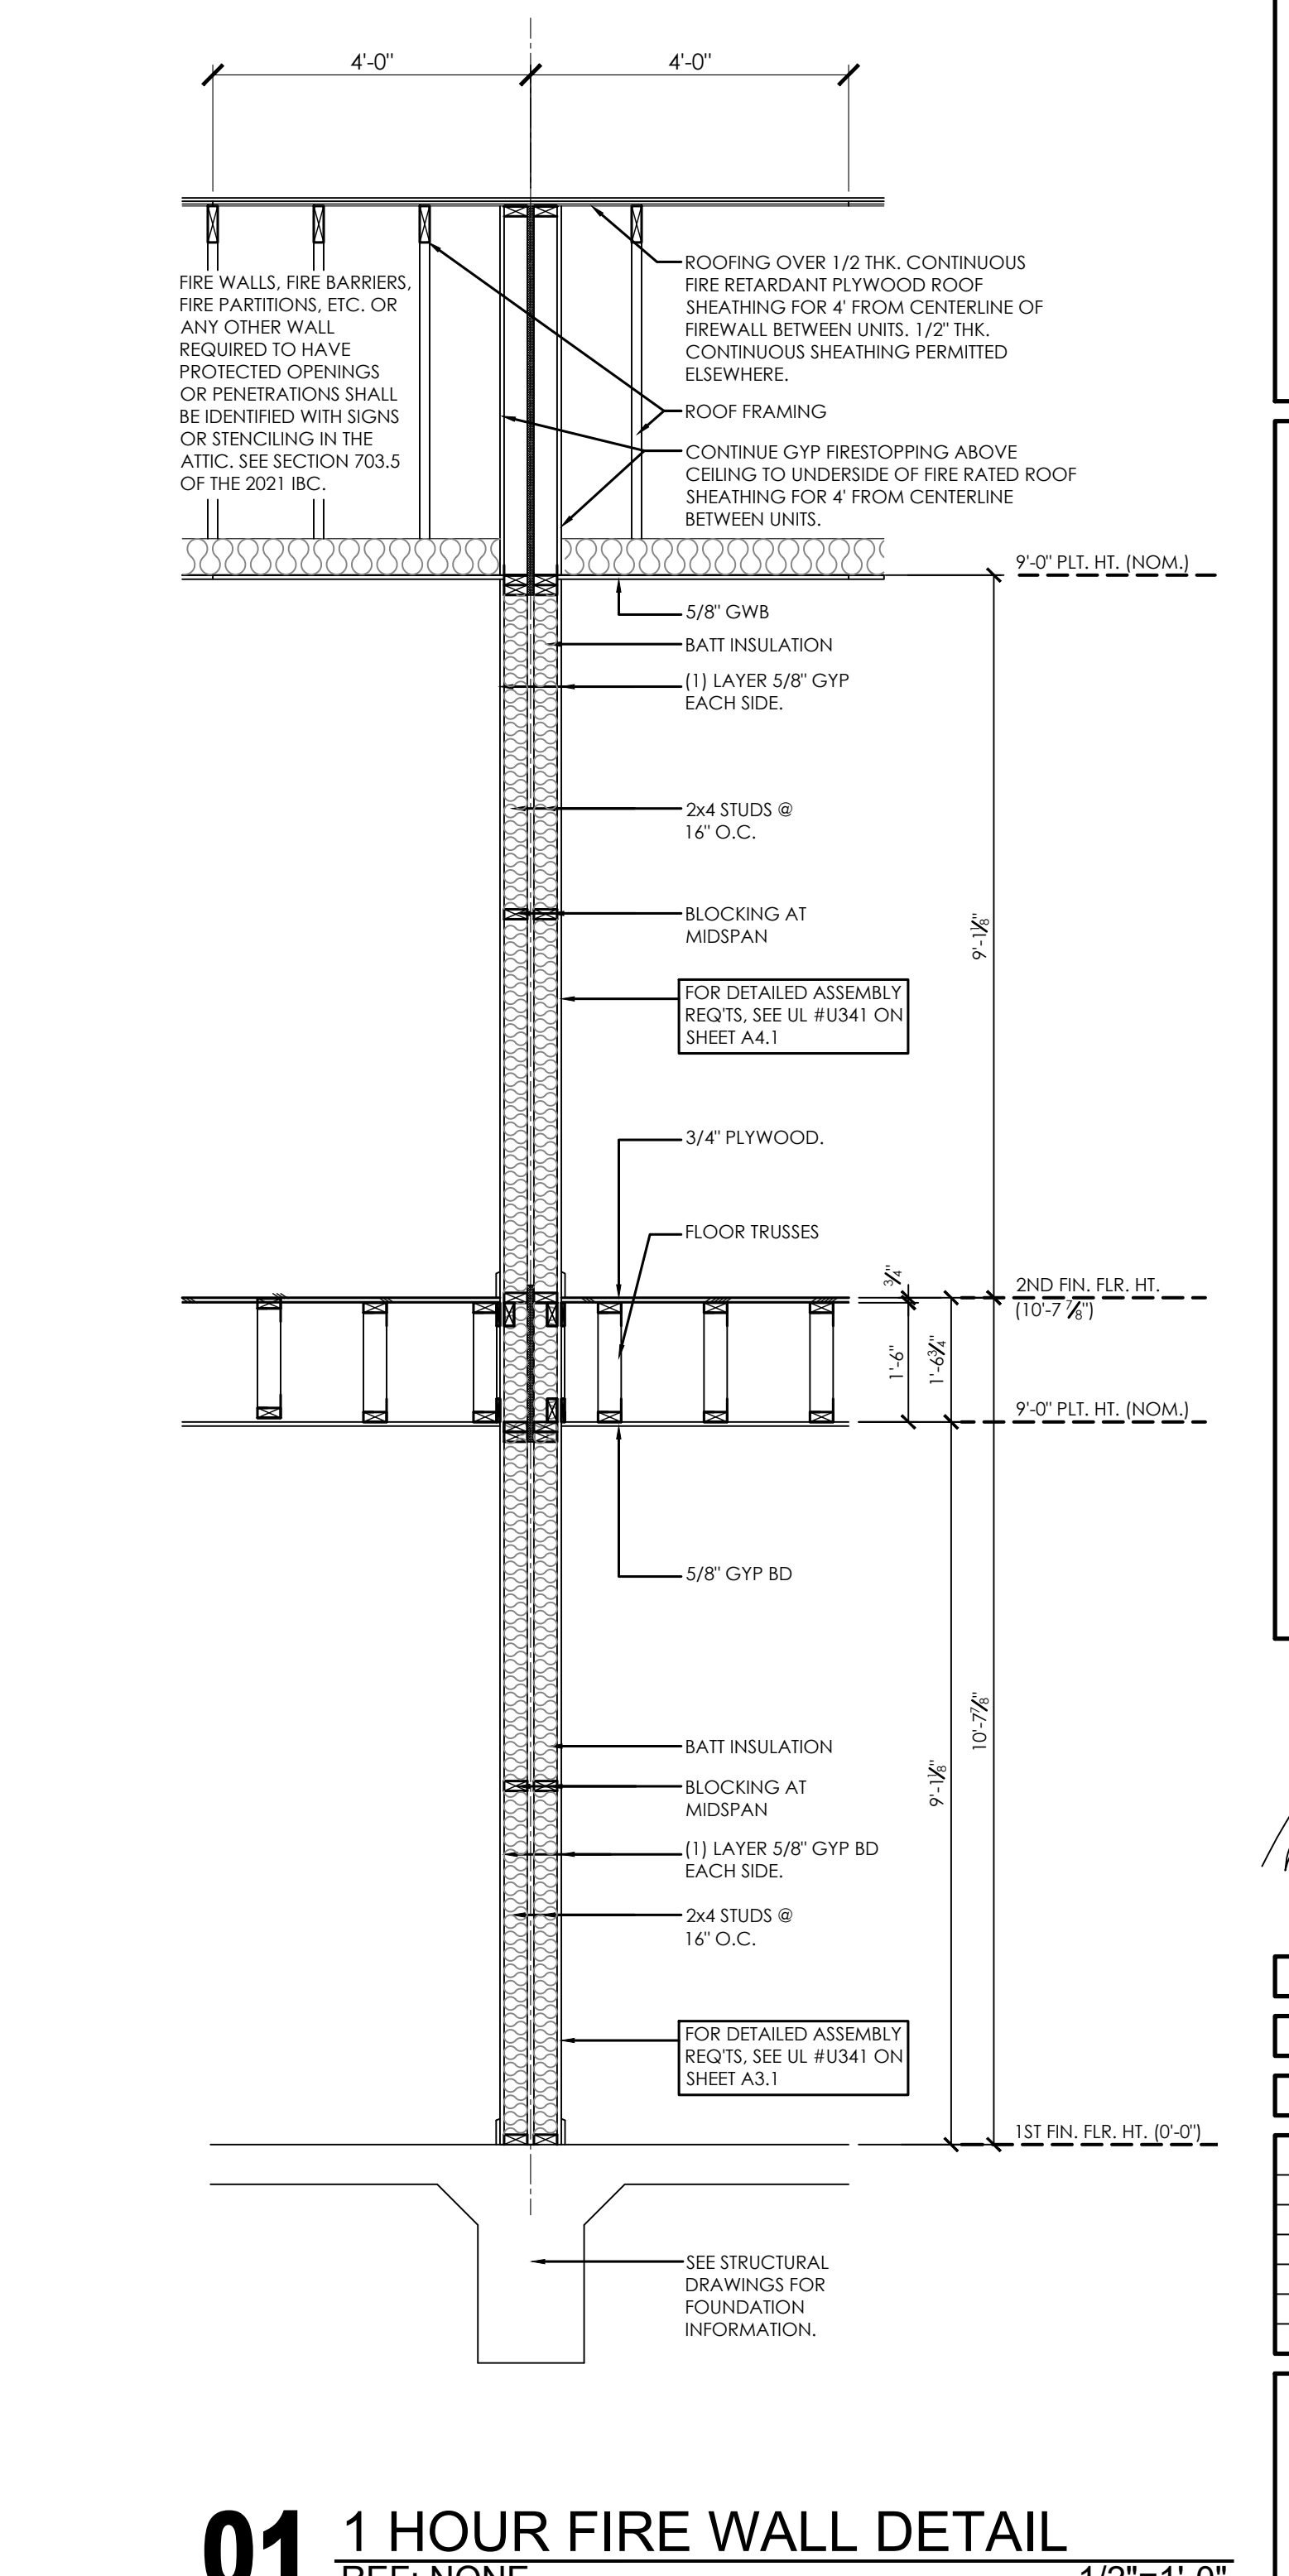 4'-0"
4'-0"
FIRE WALLS, FIRE BARRIERS,
FIRE PARTITIONS, ETC. OR
ANY OTHER WALL
REQUIRED TO HAVE
PROTECTED OPENINGS
OR PENETRATIONS SHALL
BE IDENTIFIED WITH SIGNS
OR STENCILING IN THE
ATTIC. SEE SECTION 703.5
OF THE 2021 IBC.
ROOFING OVER 1/2 THK. CONTINUOUS
FIRE RETARDANT PLYWOOD ROOF
SHEATHING FOR 4' FROM CENTERLINE OF
FIREWALL BETWEEN UNITS. 1/2" THK.
CONTINUOUS SHEATHING PERMITTED
ELSEWHERE.
ROOF FRAMING
CONTINUE GYP FIRESTOPPING ABOVE
CEILING TO UNDERSIDE OF FIRE RATED ROOF
SHEATHING FOR 4' FROM CENTERLINE
BETWEEN UNITS.
9'-0" PLT. HT. (NOM.)
5/8" GWB
BATT INSULATION
(1) LAYER 5/8" GYP
EACH SIDE.
2x4 STUDS @
16" O.C.
BLOCKING AT
MIDSPAN
9'-1⅛"
FOR DETAILED ASSEMBLY
REQ'TS, SEE UL #U341 ON
SHEET A4.1
3/4" PLYWOOD.
FLOOR TRUSSES
3/4"
2ND FIN. FLR. HT.
(10'-7 ⅞")
1'-6"
1'-6¾"
9'-0" PLT. HT. (NOM.)
5/8" GYP BD
10'-7⅞"
9'-1⅛"
BATT INSULATION
BLOCKING AT
MIDSPAN
(1) LAYER 5/8" GYP BD
EACH SIDE.
2x4 STUDS @
16" O.C.
FOR DETAILED ASSEMBLY
REQ'TS, SEE UL #U341 ON
SHEET A3.1
1ST FIN. FLR. HT. (0'-0")
SEE STRUCTURAL
DRAWINGS FOR
FOUNDATION
INFORMATION.
01 1 HOUR FIRE WALL DETAIL
REF: NONE 1/2"=1'-0"